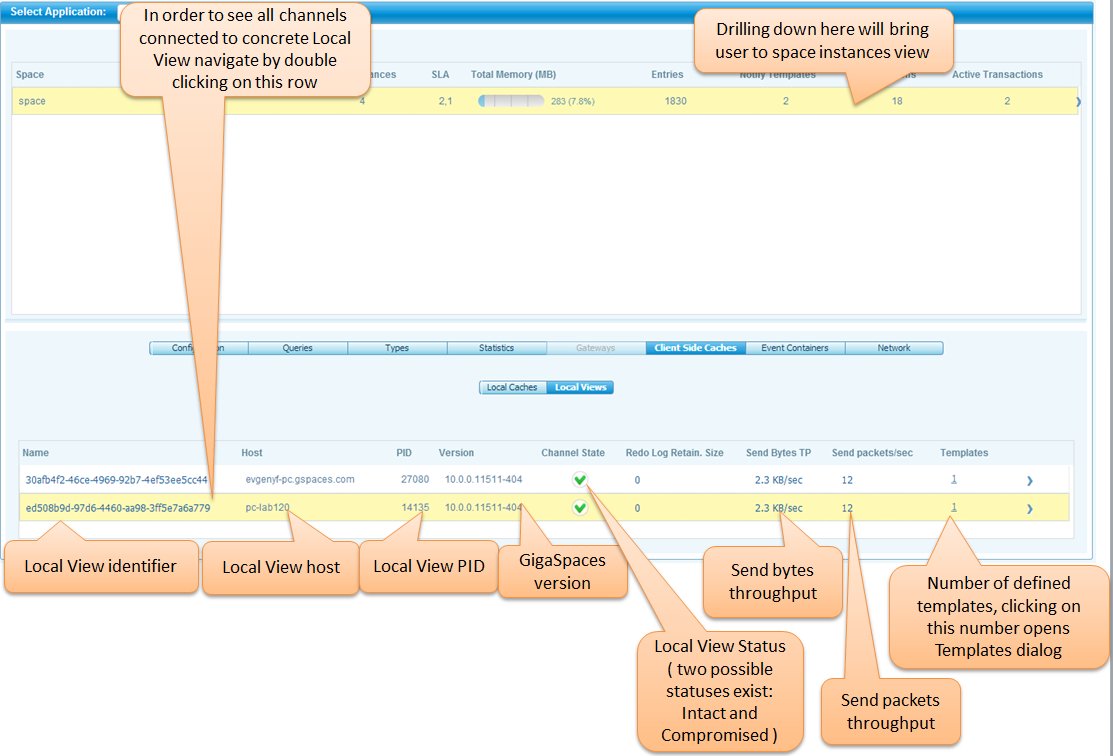 Select Application:
In order to see all channels
connected to concrete Local
View navigate by double
clicking on this row
Drilling down here will bring
user to space instances view
Space SLA Total Memory (MB) Entries Notify Templates Active Transactions
space 4 2,1 283 (7.8%) 1830 2 18 2
Queries Types Statistics Gateways Client Side Caches Event Containers Network
Local Caches Local Views
Name Host PID Version Channel State Redo Log Retain. Size Send Bytes TP Send packets/sec Templates
30afb4f2-46ce-4969-92b7-4ef53ee5cc44 evgenyf-pc.gspaces.com 27080 10.0.0.11511-404 0 2.3 KB/sec 12 1
ed508b9d-97d6-4460-aa98-3ff5e7a6a779 pc-lab120 14135 10.0.0.11511-404 0 2.3 KB/sec 12 1
Local View identifier
Local View host
Local View PID
GigaSpaces
version
Send bytes
throughput
Number of defined
templates, clicking on
this number opens
Templates dialog
Local View Status
( two possible
statuses exist:
Intact and
Compromised )
Send packets
throughput